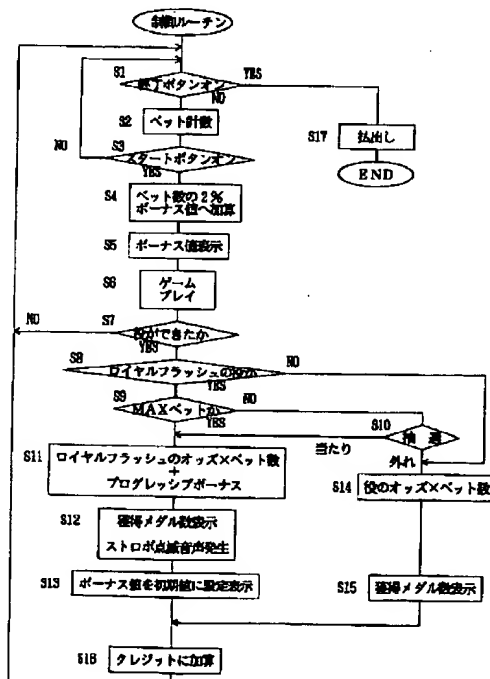 制御ルーチン
S1
終了ボタンオン
YES
NO
S2
ベット計数
S17
払出し
S3
NO
スタートボタンオン
YES
END
S4
ベット数の2%
ボーナス値へ加算
S5
ボーナス値表示
S6
ゲーム
プレイ
NO
S7
役ができたか
YES
S8
ロイヤルフラッシュの役か
NO
YES
S9
MAXベットか
NO
YES
S10
抽選
当たり
外れ
S11
ロイヤルフラッシュのオッズ×ベット数
+
プログレッシブボーナス
S14
役のオッズ×ベット数
S12
獲得メダル数表示
ストロボ点滅音声発生
S13
ボーナス値を初期値に設定表示
S15
獲得メダル数表示
S16
クレジットに加算